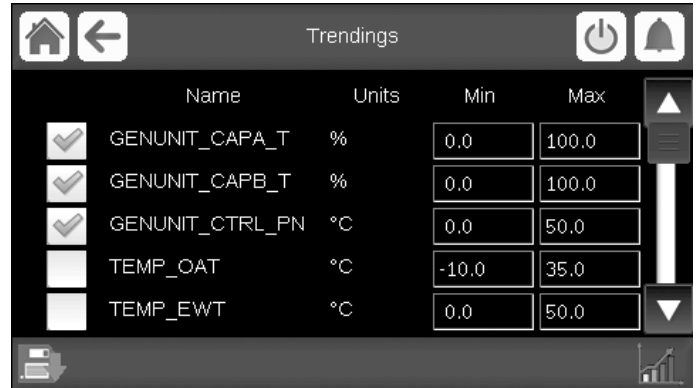 Trendings
Name Units Min Max
GENUNIT_CAPA_T % 0.0 100.0
GENUNIT_CAPB_T % 0.0 100.0
GENUNIT_CTRL_PN °C 0.0 50.0
TEMP_OAT °C -10.0 35.0
TEMP_EWT °C 0.0 50.0